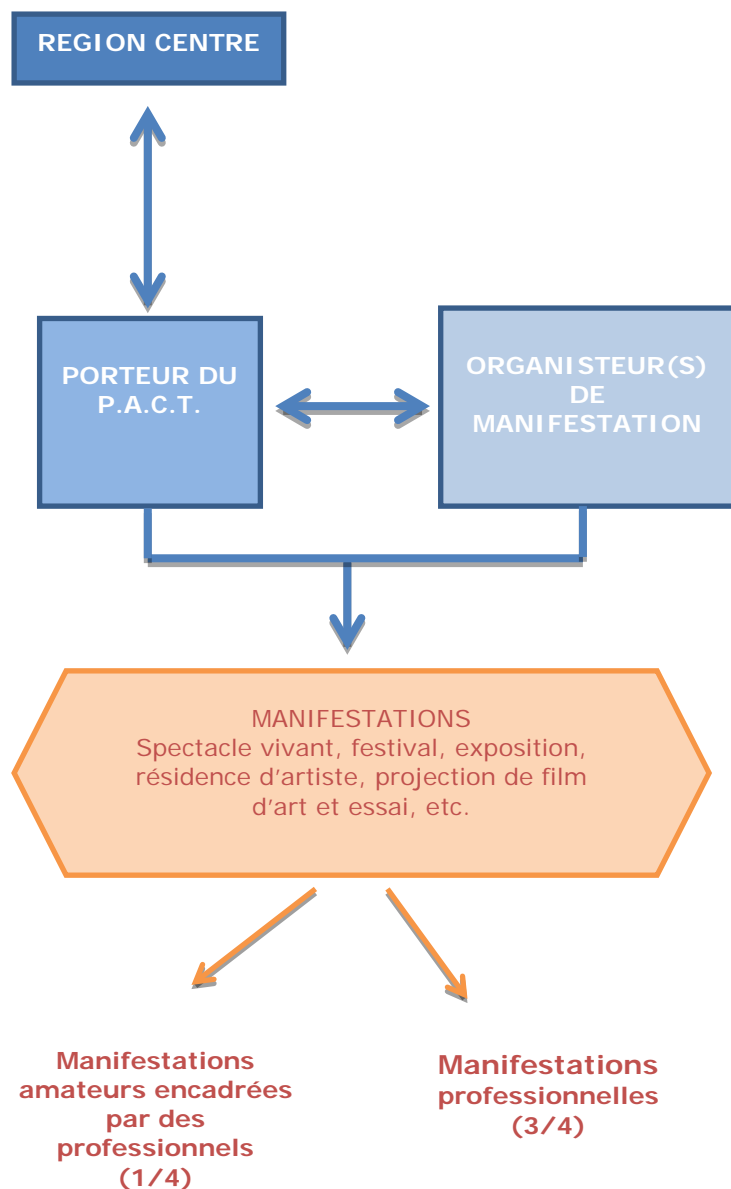 REGION CENTRE
PORTEUR DU
P.A.C.T.
ORGANISTEUR(S)
DE
MANIFESTATION
MANIFESTATIONS
Spectacle vivant, festival, exposition,
résidence d’artiste, projection de film
d’art et essai, etc.
Manifestations
amateurs encadrées
par des
professionnels
(1/4)
Manifestations
professionnelles
(3/4)